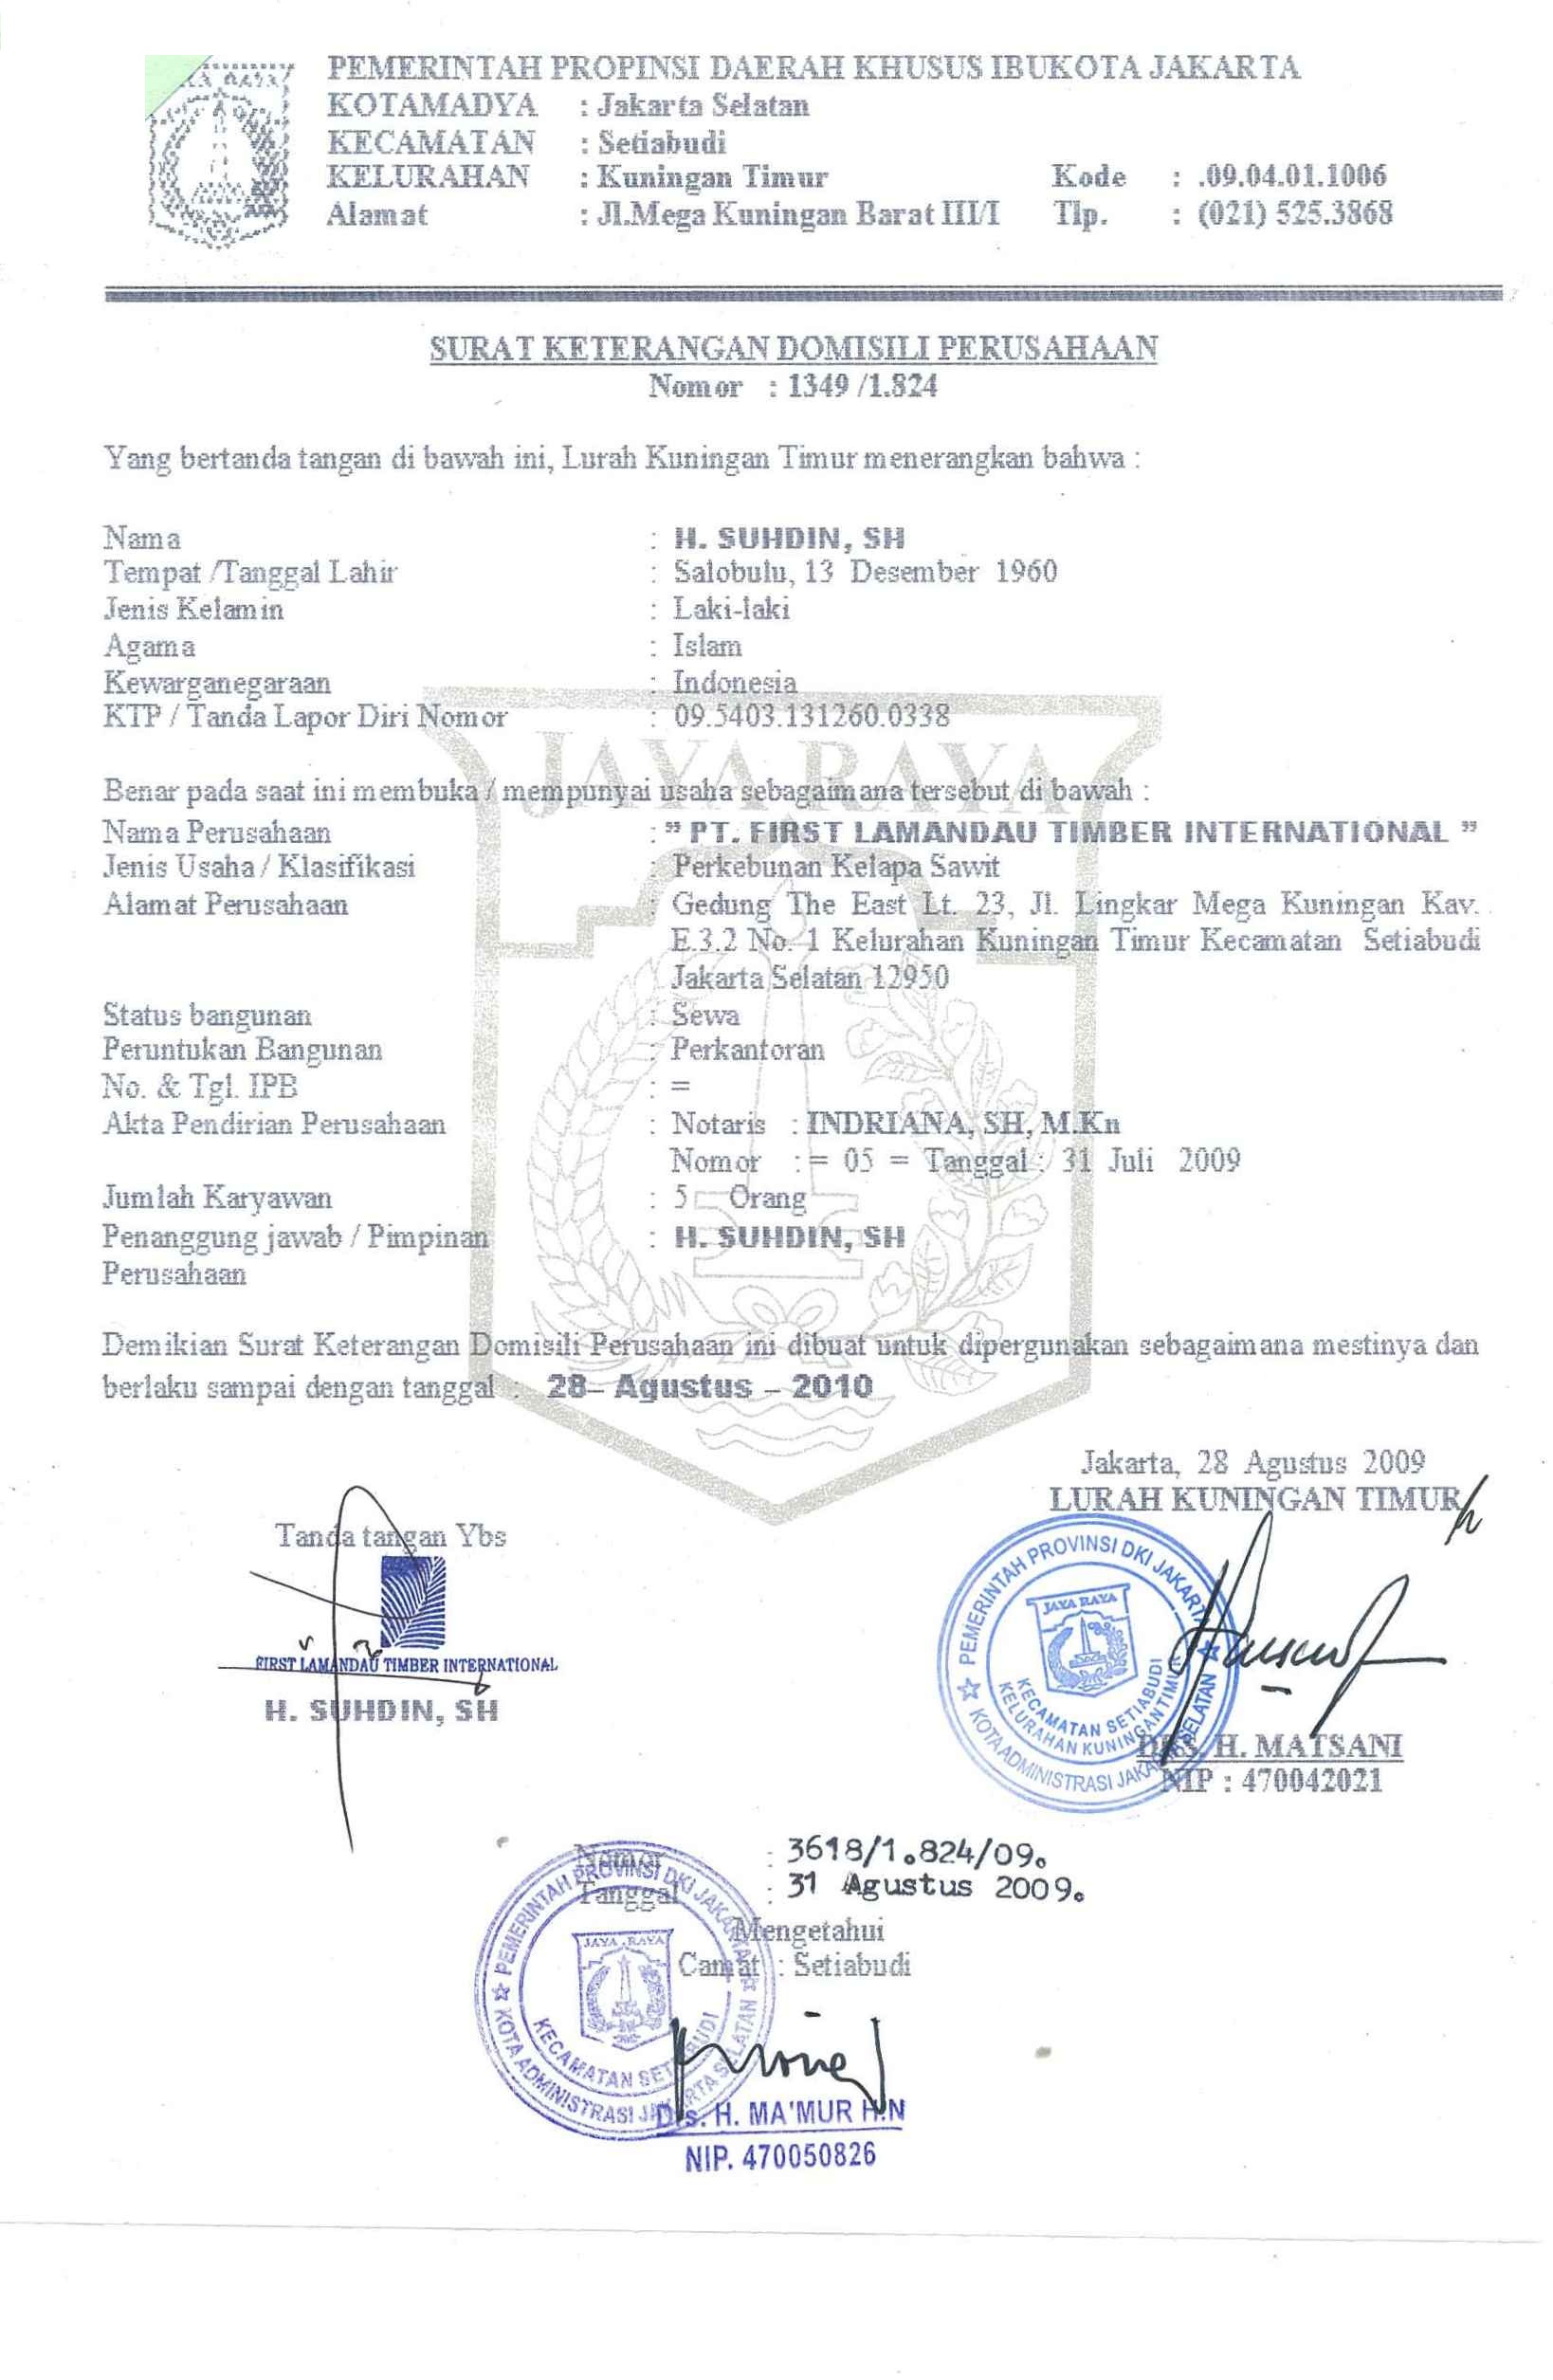 PEMERINTAH PROPINSI DAERAH KHUSUS IBUKOTA JAKARTA
KOTAMADYA : Jakarta Selatan
KECAMATAN : Setiabudi
KELURAHAN : Kuningan Timur Kode : .09.04.01.1006
Alamat : Jl.Mega Kuningan Barat III/I Tlp. : (021) 525.3868
SURAT KETERANGAN DOMISILI PERUSAHAAN
Nomor : 1349 /1.824
Yang bertanda tangan di bawah ini, Lurah Kuningan Timur menerangkan bahwa :
Nama : H. SUHDIN, SH
Tempat /Tanggal Lahir : Salobulu, 13 Desember 1960
Jenis Kelamin : Laki-laki
Agama : Islam
Kewarganegaraan : Indonesia
KTP / Tanda Lapor Diri Nomor : 09.5403.131260.0338
JAYA RAYA
Benar pada saat ini membuka / mempunyai usaha sebagaimana tersebut di bawah :
Nama Perusahaan : " PT. FIRST LAMANDAU TIMBER INTERNATIONAL "
Jenis Usaha / Klasifikasi : Perkebunan Kelapa Sawit
Alamat Perusahaan : Gedung The East Lt. 23, Jl. Lingkar Mega Kuningan Kav.
E.3.2 No. 1 Kelurahan Kuningan Timur Kecamatan Setiabudi
Jakarta Selatan 12950
Status bangunan : Sewa
Peruntukan Bangunan : Perkantoran
No. & Tgl. IPB : =
Akta Pendirian Perusahaan : Notaris : INDRIANA, SH, M.Kn
Nomor : = 05 = Tanggal : 31 Juli 2009
Jumlah Karyawan : 5 Orang
Penanggung jawab / Pimpinan : H. SUHDIN, SH
Perusahaan
Demikian Surat Keterangan Domisili Perusahaan ini dibuat untuk dipergunakan sebagaimana mestinya dan
berlaku sampai dengan tanggal : 28– Agustus – 2010
Jakarta, 28 Agustus 2009
LURAH KUNINGAN TIMUR
Tanda tangan Ybs
FIRST LAMANDAU TIMBER INTERNATIONAL
H. SUHDIN, SH
PEMERINTAH PROVINSI DKI JAKARTA
JAYA RAYA
KECAMATAN SETIABUDI
KELURAHAN KUNINGAN TIMUR
KOTA ADMINISTRASI JAKARTA SELATAN
DRS. H. MATSANI
NIP : 470042021
Nomor : 3618/1.824/09.
Tanggal : 31 Agustus 2009.
Mengetahui
Camat : Setiabudi
PEMERINTAH PROVINSI DKI JAKARTA
JAYA RAYA
KECAMATAN SETIABUDI
KOTA ADMINISTRASI JAKARTA SELATAN
Drs. H. MA'MUR H.N
NIP. 470050826